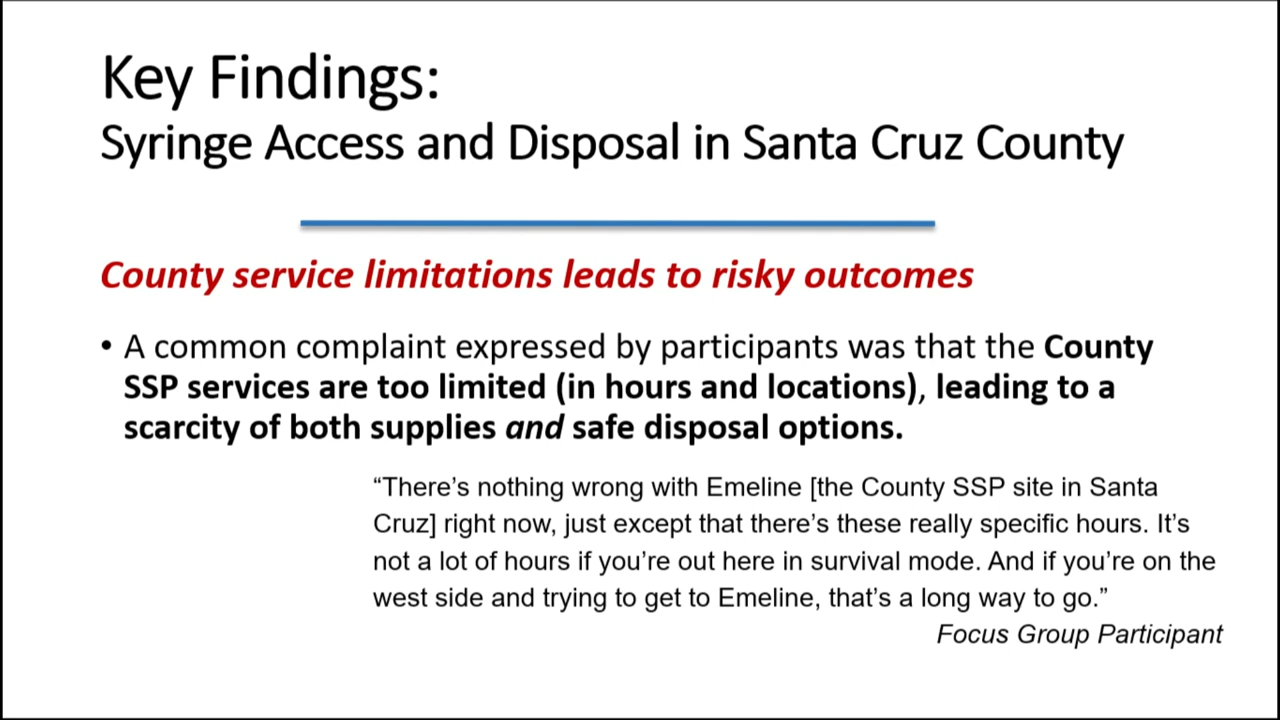 Key Findings:
Syringe Access and Disposal in Santa Cruz County
County service limitations leads to risky outcomes
• A common complaint expressed by participants was that the County
SSP services are too limited (in hours and locations), leading to a
scarcity of both supplies and safe disposal options.
“There’s nothing wrong with Emeline [the County SSP site in Santa
Cruz] right now, just except that there’s these really specific hours. It’s
not a lot of hours if you’re out here in survival mode. And if you’re on the
west side and trying to get to Emeline, that’s a long way to go.”
Focus Group Participant